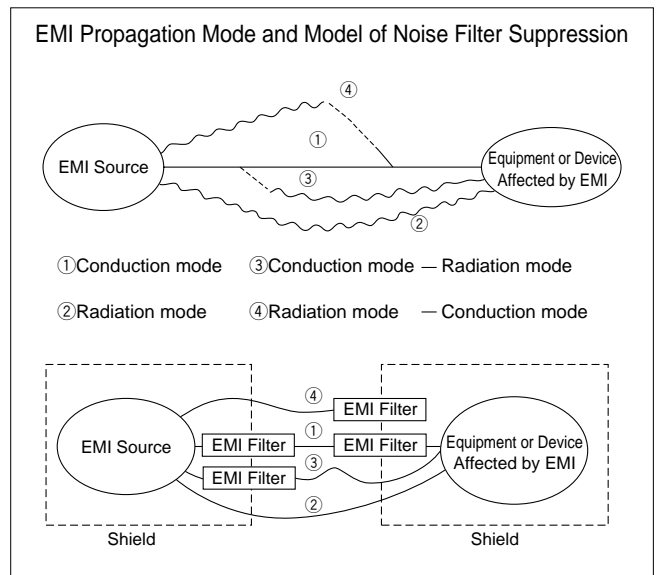 EMI Propagation Mode and Model of Noise Filter Suppression
④
①
EMI Source
Equipment or Device
Affected by EMI
③
②
①Conduction mode ③Conduction mode — Radiation mode
②Radiation mode ④Radiation mode — Conduction mode
④
EMI Filter
EMI Source
EMI Filter
①
EMI Filter
Equipment or Device
Affected by EMI
EMI Filter
③
②
Shield
Shield